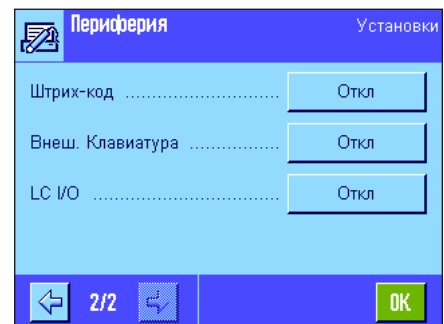 Периферия Установки
Штрих-код ............................ Откл
Внеш. Клавиатура ................ Откл
LC I/O ................................. Откл
2/2 OK